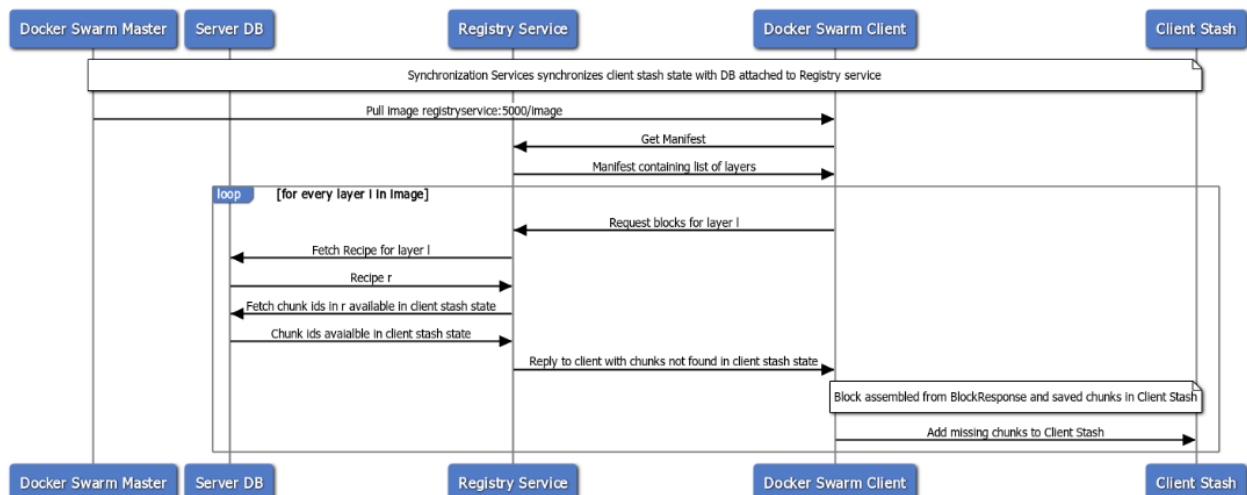 Docker Swarm Master Server DB Registry Service Docker Swarm Client Client Stash
Synchronization Services synchronizes client stash state with DB attached to Registry service
Pull image registryservice:5000/image
Get Manifest
Manifest containing list of layers
loop [for every layer l in image]
Request blocks for layer l
Fetch Recipe for layer l
Recipe r
Fetch chunk ids in r available in client stash state
Chunk ids avaialble in client stash state
Reply to client with chunks not found in client stash state
Block assembled from BlockResponse and saved chunks in Client Stash
Add missing chunks to Client Stash
Docker Swarm Master Server DB Registry Service Docker Swarm Client Client Stash